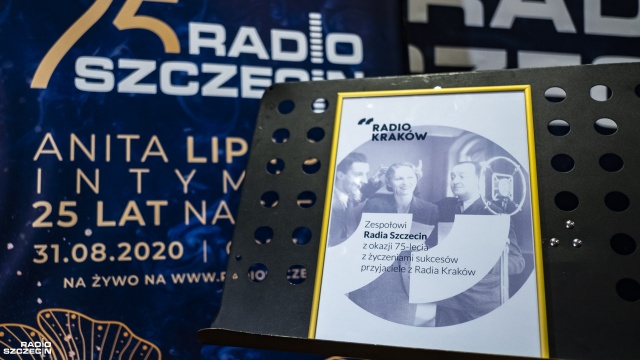 75 RADIO
SZCZECIN
ANITA LIP
INTYM
25 LAT NA
31.08.2020 |
NA ŻYWO NA WWW.
RADIO
KRAKÓW
Zespołowi
Radia Szczecin
z okazji 75-lecia
z życzeniami sukcesów
przyjaciele z Radia Kraków
RADIO
SZCZECIN